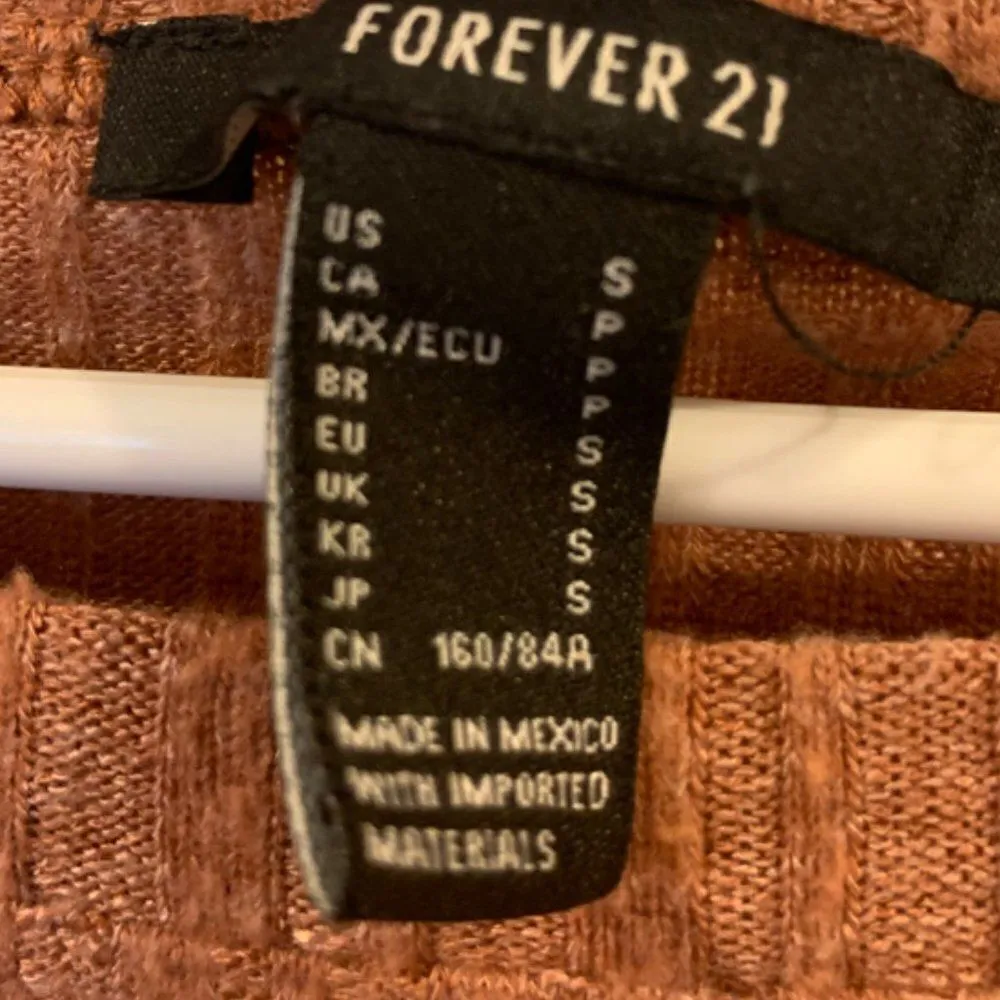 FOREVER 21
US S
CA P
MX/ECU P
BR P
EU S
UK S
KR S
JP S
CN 160/84A
MADE IN MEXICO
WITH IMPORTED
MATERIALS